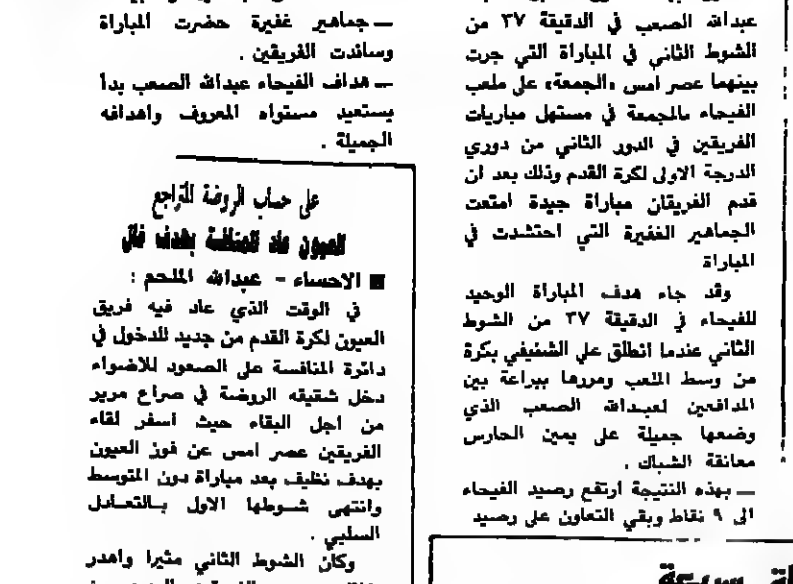 عبدالله الصعب في الدقيقة ٣٧ من
الشوط الثاني في المباراة التي جرت
بينهما عصر امس «الجمعة» على ملعب
الفيحاء بالمجمعة في مستهل مباريات
الفريقين في الدور الثاني من دوري
الدرجة الاولى لكرة القدم وذلك بعد ان
قدم الفريقان مباراة جيدة امتعت
الجماهير الغفيرة التي احتشدت في
المباراة
وقد جاء هدف المباراة الوحيد
للفيحاء في الدقيقة ٣٧ من الشوط
الثاني عندما انطلق علي الشفيفي بكرة
من وسط الملعب ومررها ببراعة بين
المدافعين لعبدالله الصعب الذي
وضعها جميلة على يمين الحارس
معانقة الشباك .
ــ بهذه النتيجة ارتفع رصيد الفيحاء
الى ٩ نقاط وبقي التعاون على رصيد
ــ جماهير غفيرة حضرت المباراة
وساندت الفريقين .
ــ هداف الفيحاء عبدالله الصعب بدأ
يستعيد مستواه المعروف واهدافه
الجميلة .
على حساب الروضة المتراجع
العيون عاد للمنافسة بهدف فائق
■ الاحساء - عبدالله الملحم :
في الوقت الذي عاد فيه فريق
العيون لكرة القدم من جديد للدخول في
دائرة المنافسة على الصعود للاضواء
دخل شقيقه الروضة في صراع مرير
من اجل البقاء حيث اسفر لقاء
الفريقين عصر امس عن فوز العيون
بهدف نظيف بعد مباراة دون المتوسط
وانتهى شوطها الاول بالتعادل
السلبي .
وكان الشوط الثاني مثيرا واهدر